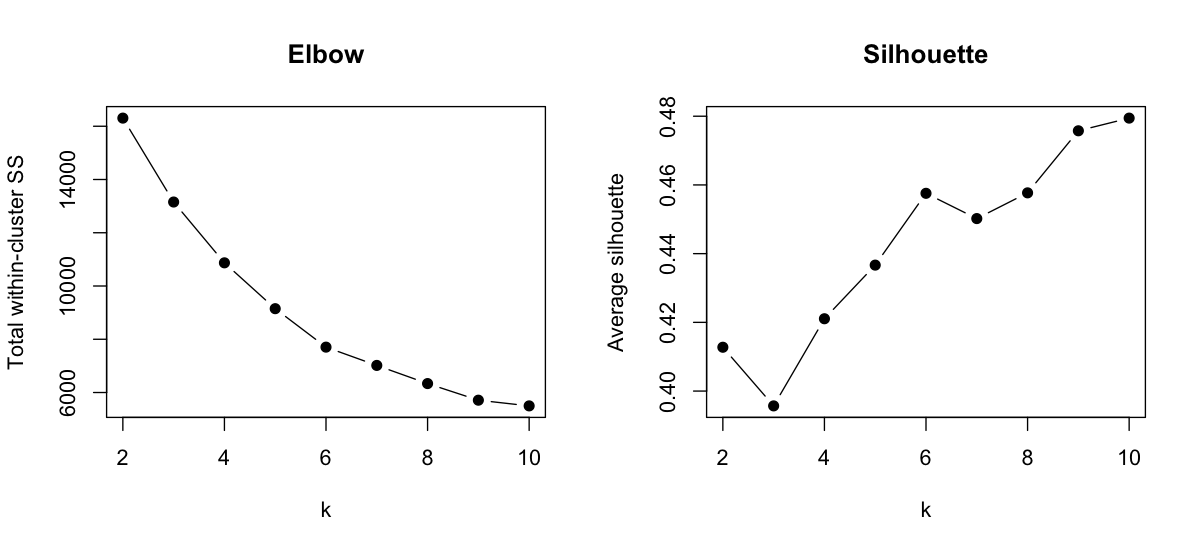 Elbow
Total within-cluster SS
14000
10000
6000
2 4 6 8 10
k
Silhouette
Average silhouette
0.48
0.46
0.44
0.42
0.40
2 4 6 8 10
k